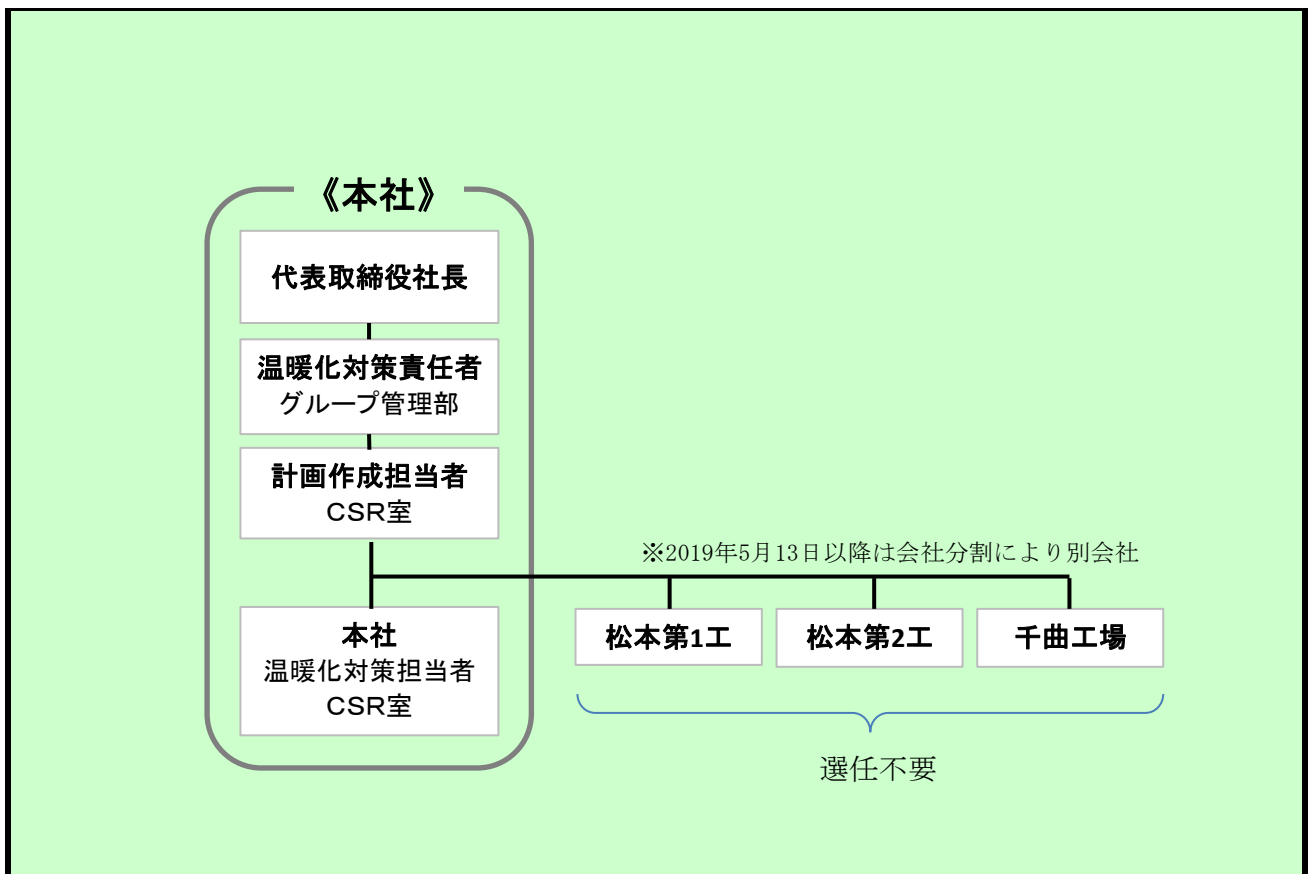 《本社》
代表取締役社長
温暖化対策責任者
グループ管理部
計画作成担当者
CSR室
※2019年5月13日以降は会社分割により別会社
本社
温暖化対策担当者
CSR室
松本第1工
松本第2工
千曲工場
選任不要